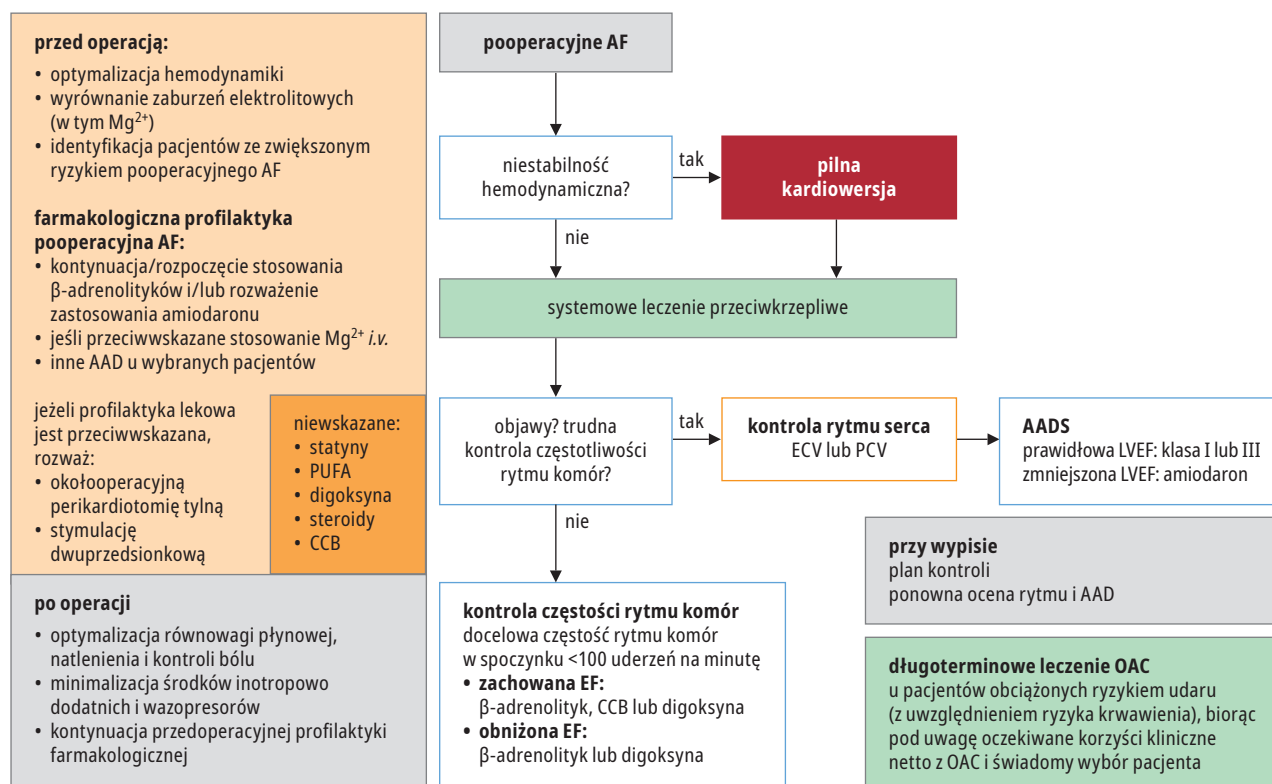 przed operacją:
• optymalizacja hemodynamiki
• wyrównanie zaburzeń elektrolitowych
(w tym Mg²⁺)
• identyfikacja pacjentów ze zwiększonym
ryzykiem pooperacyjnego AF
farmakologiczna profilaktyka
pooperacyjna AF:
• kontynuacja/rozpoczęcie stosowania
β-adrenolityków i/lub rozważenie
zastosowania amiodaronu
• jeśli przeciwwskazane stosowanie Mg²⁺ i.v.
• inne AAD u wybranych pacjentów
jeżeli profilaktyka lekowa
jest przeciwwskazana,
rozważ:
• okołooperacyjną
perikardiotomię tylną
• stymulację
dwuprzedsionkową
niewskazane:
• statyny
• PUFA
• digoksyna
• steroidy
• CCB
po operacji
• optymalizacja równowagi płynowej,
natlenienia i kontroli bólu
• minimalizacja środków inotropowo
dodatnich i wazopresorów
• kontynuacja przedoperacyjnej profilaktyki
farmakologicznej
pooperacyjne AF
niestabilność
hemodynamiczna?
tak
pilna
kardiowersja
nie
systemowe leczenie przeciwkrzepliwe
objawy? trudna
kontrola częstotliwości
rytmu komór?
tak
kontrola rytmu serca
ECV lub PCV
AADS
prawidłowa LVEF: klasa I lub III
zmniejszona LVEF: amiodaron
nie
kontrola częstości rytmu komór
docelowa częstość rytmu komór
w spoczynku <100 uderzeń na minutę
• zachowana EF:
β-adrenolityk, CCB lub digoksyna
• obniżona EF:
β-adrenolityk lub digoksyna
przy wypisie
plan kontroli
ponowna ocena rytmu i AAD
długoterminowe leczenie OAC
u pacjentów obciążonych ryzykiem udaru
(z uwzględnieniem ryzyka krwawienia), biorąc
pod uwagę oczekiwane korzyści kliniczne
netto z OAC i świadomy wybór pacjenta